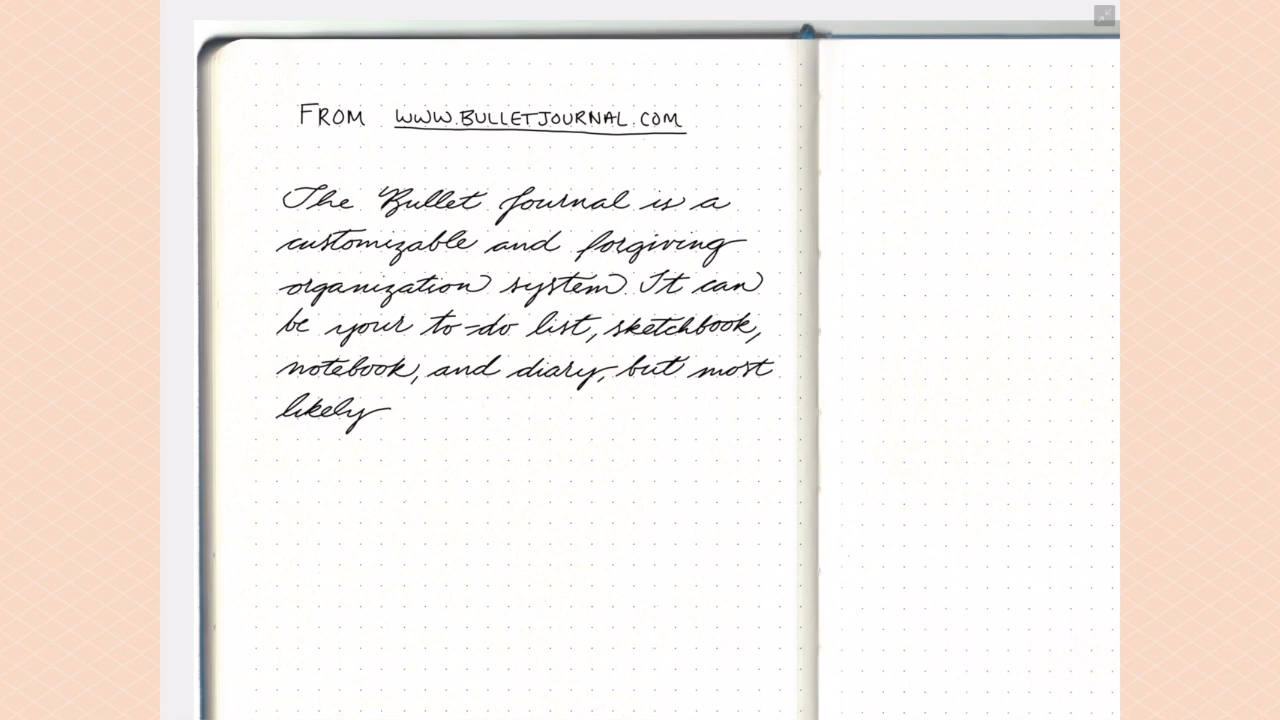 FROM WWW.BULLETJOURNAL.COM
The Bullet Journal is a
customizable and forgiving
organization system. It can
be your to-do list, sketchbook,
notebook, and diary, but most
likely